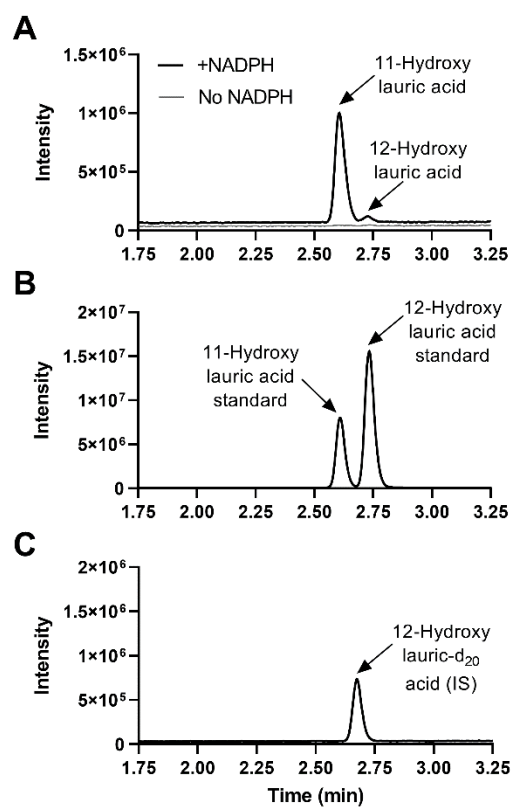 A
1.5×10⁶
1×10⁶
5×10⁵
0
Intensity
+NADPH
No NADPH
11-Hydroxy
lauric acid
12-Hydroxy
lauric acid
1.75 2.00 2.25 2.50 2.75 3.00 3.25
B
2×10⁷
1.5×10⁷
1×10⁷
5×10⁶
0
Intensity
11-Hydroxy
lauric acid
standard
12-Hydroxy
lauric acid
standard
1.75 2.00 2.25 2.50 2.75 3.00 3.25
C
2×10⁶
1.5×10⁶
1×10⁶
5×10⁵
0
Intensity
12-Hydroxy
lauric-d₂₀
acid (IS)
1.75 2.00 2.25 2.50 2.75 3.00 3.25
Time (min)